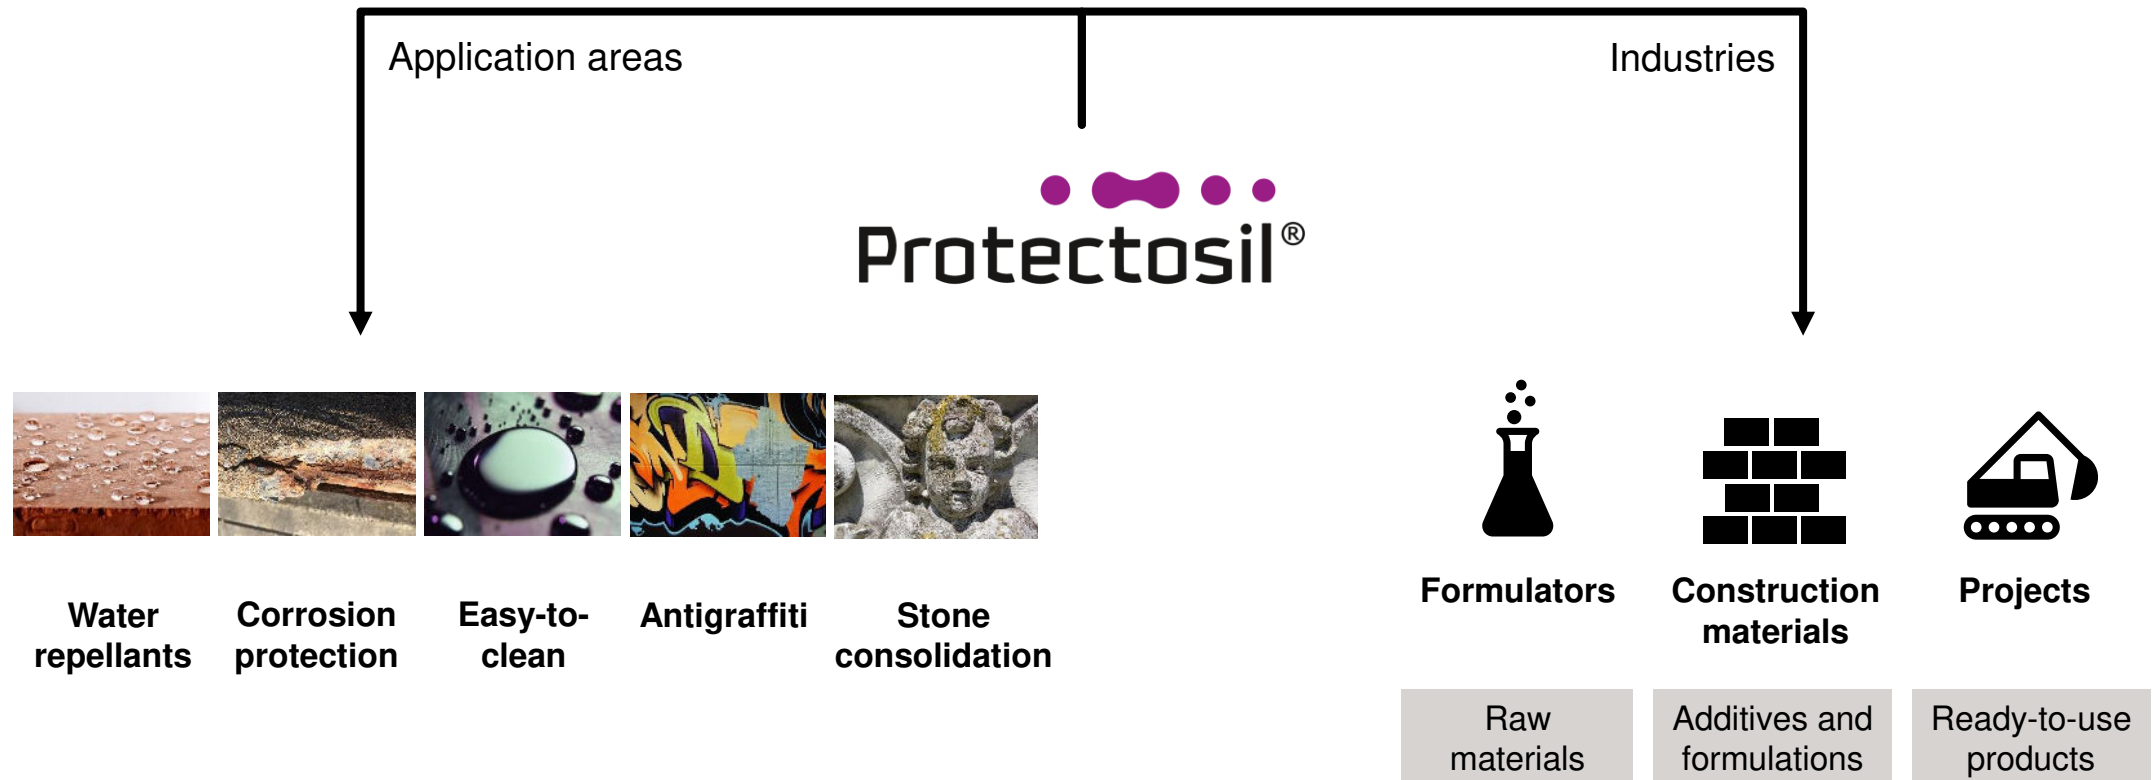 Application areas
Industries
Protectosil®
Water
repellants
Corrosion
protection
Easy-to-
clean
Antigraffiti
Stone
consolidation
Formulators
Construction
materials
Projects
Raw
materials
Additives and
formulations
Ready-to-use
products